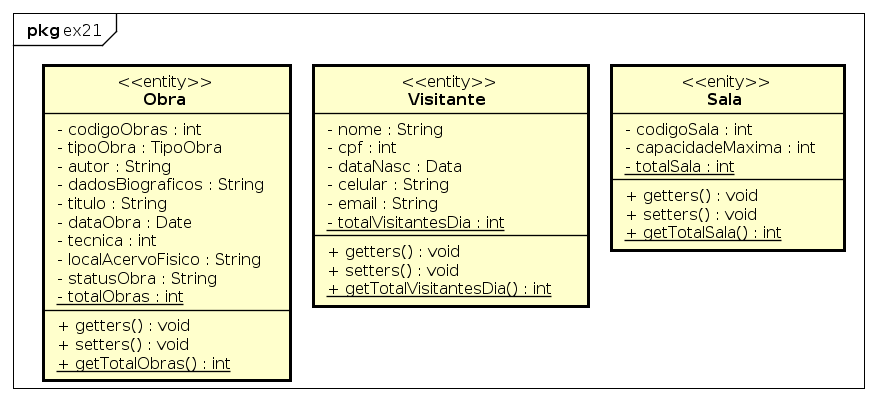 pkg ex21
<<entity>>
Obra
- codigoObras : int
- tipoObra : TipoObra
- autor : String
- dadosBiograficos : String
- titulo : String
- dataObra : Date
- tecnica : int
- localAcervoFisico : String
- statusObra : String
- totalObras : int
+ getters() : void
+ setters() : void
+ getTotalObras() : int
<<entity>>
Visitante
- nome : String
- cpf : int
- dataNasc : Data
- celular : String
- email : String
- totalVisitantesDia : int
+ getters() : void
+ setters() : void
+ getTotalVisitantesDia() : int
<<enity>>
Sala
- codigoSala : int
- capacidadeMaxima : int
- totalSala : int
+ getters() : void
+ setters() : void
+ getTotalSala() : int